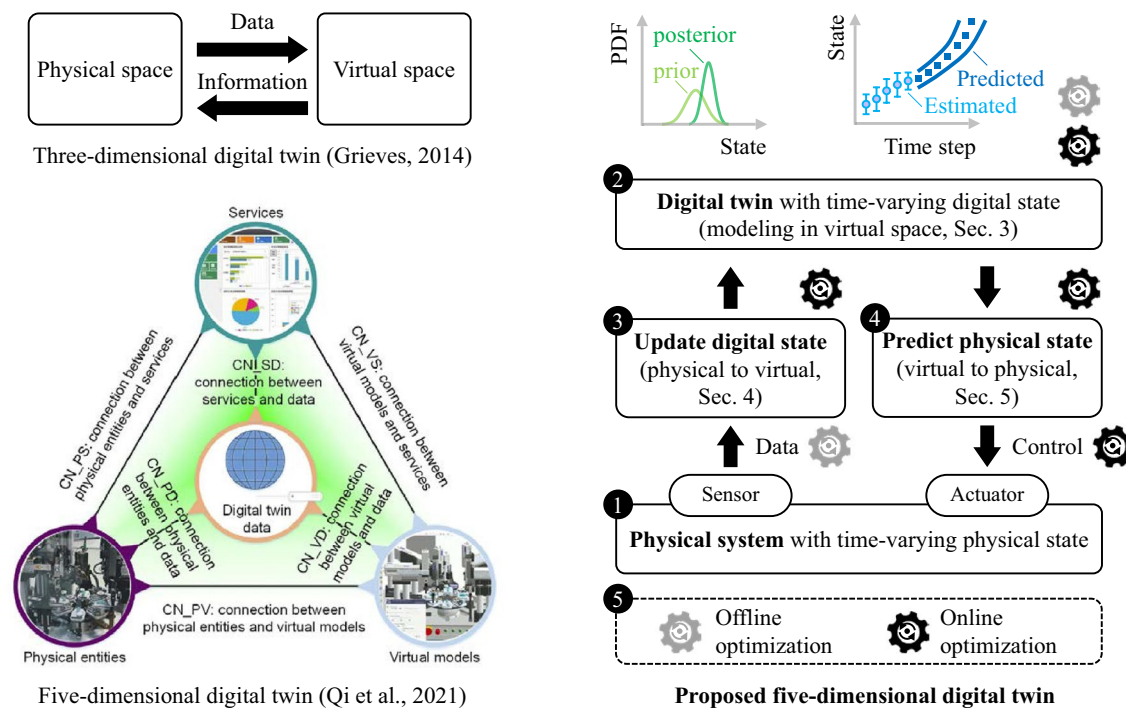 Data
Physical space
Virtual space
Information
Three-dimensional digital twin (Grieves, 2014)
Services
CN_PS: connection between
physical entities and services
CN_SD:
connection between
services and data
CN_VS: connection between
virtual models and services
CN_PD: connection
between physical
entities and data
Digital twin
data
CN_VD: connection
between virtual
models and data
CN_PV: connection between
physical entities and virtual models
Physical entities
Virtual models
Five-dimensional digital twin (Qi et al., 2021)
PDF
posterior
prior
State
State
Predicted
Estimated
Time step
2
Digital twin with time-varying digital state
(modeling in virtual space, Sec. 3)
3
Update digital state
(physical to virtual,
Sec. 4)
4
Predict physical state
(virtual to physical,
Sec. 5)
Data
Control
Sensor
Actuator
1
Physical system with time-varying physical state
5
Offline
optimization
Online
optimization
Proposed five-dimensional digital twin